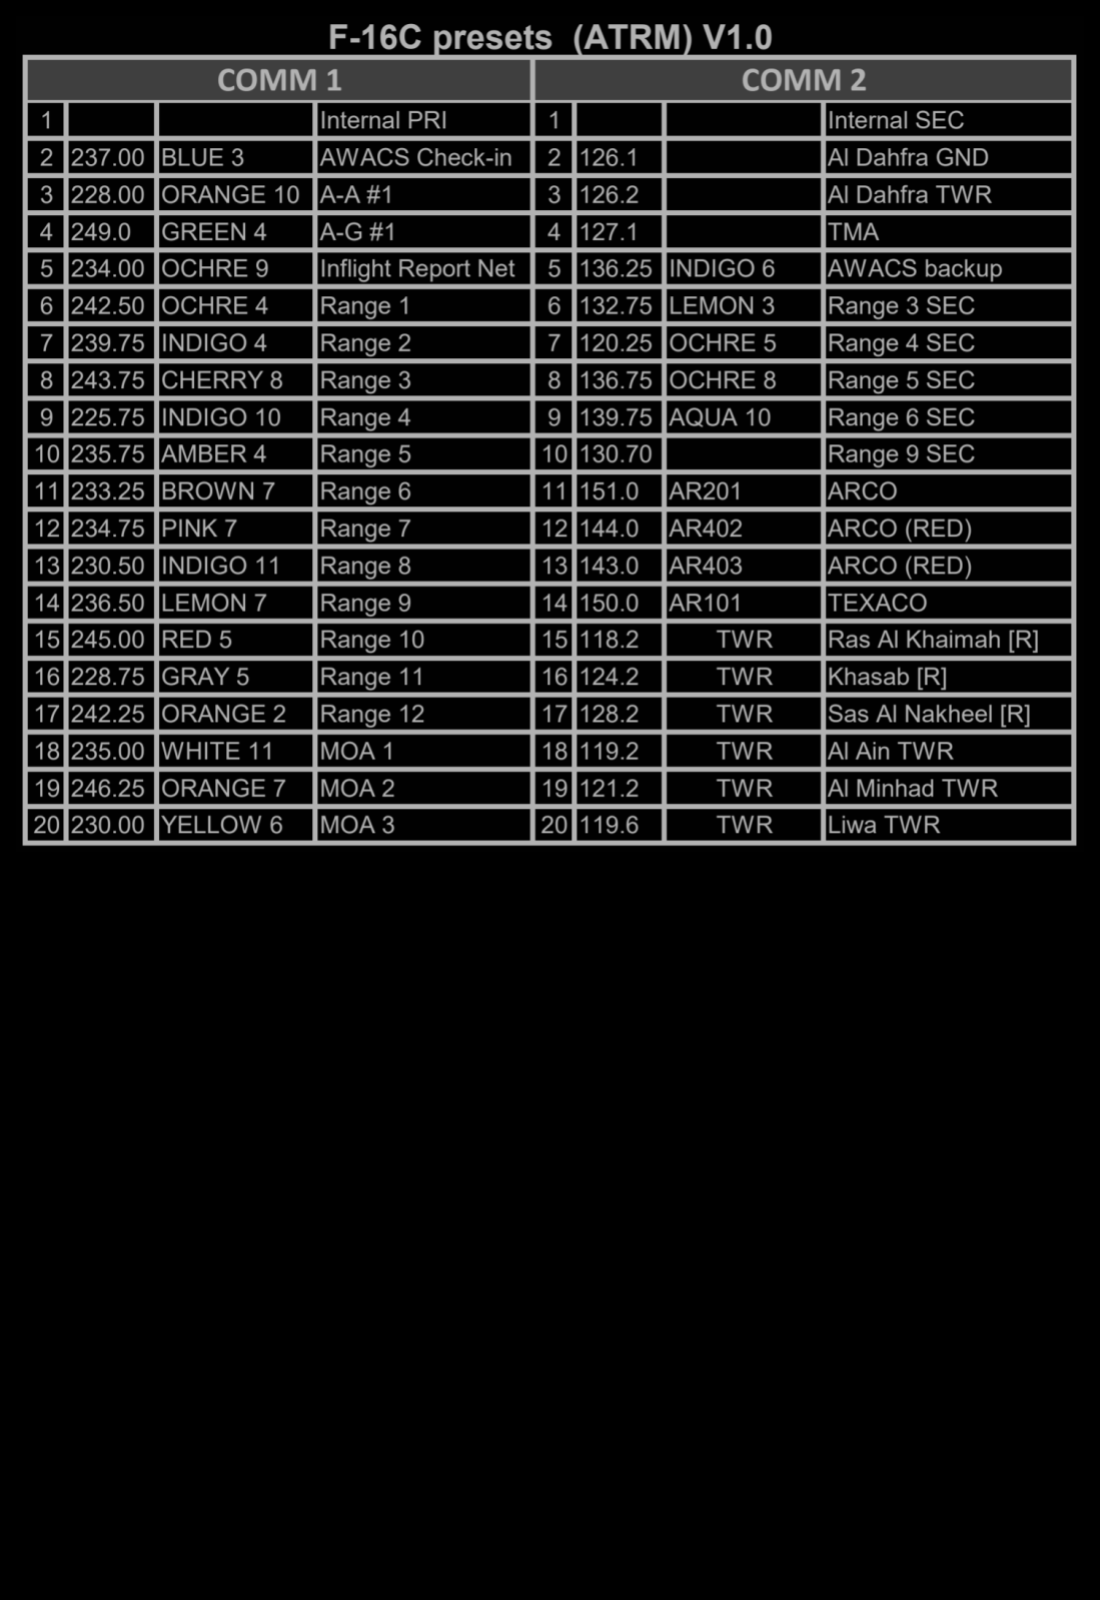 F-16C presets (ATRM) V1.0
COMM 1 COMM 2
1 Internal PRI 1 Internal SEC
2 237.00 BLUE 3 AWACS Check-in 2 126.1 Al Dahfra GND
3 228.00 ORANGE 10 A-A #1 3 126.2 Al Dahfra TWR
4 249.0 GREEN 4 A-G #1 4 127.1 TMA
5 234.00 OCHRE 9 Inflight Report Net 5 136.25 INDIGO 6 AWACS backup
6 242.50 OCHRE 4 Range 1 6 132.75 LEMON 3 Range 3 SEC
7 239.75 INDIGO 4 Range 2 7 120.25 OCHRE 5 Range 4 SEC
8 243.75 CHERRY 8 Range 3 8 136.75 OCHRE 8 Range 5 SEC
9 225.75 INDIGO 10 Range 4 9 139.75 AQUA 10 Range 6 SEC
10 235.75 AMBER 4 Range 5 10 130.70 Range 9 SEC
11 233.25 BROWN 7 Range 6 11 151.0 AR201 ARCO
12 234.75 PINK 7 Range 7 12 144.0 AR402 ARCO (RED)
13 230.50 INDIGO 11 Range 8 13 143.0 AR403 ARCO (RED)
14 236.50 LEMON 7 Range 9 14 150.0 AR101 TEXACO
15 245.00 RED 5 Range 10 15 118.2 TWR Ras Al Khaimah [R]
16 228.75 GRAY 5 Range 11 16 124.2 TWR Khasab [R]
17 242.25 ORANGE 2 Range 12 17 128.2 TWR Sas Al Nakheel [R]
18 235.00 WHITE 11 MOA 1 18 119.2 TWR Al Ain TWR
19 246.25 ORANGE 7 MOA 2 19 121.2 TWR Al Minhad TWR
20 230.00 YELLOW 6 MOA 3 20 119.6 TWR Liwa TWR